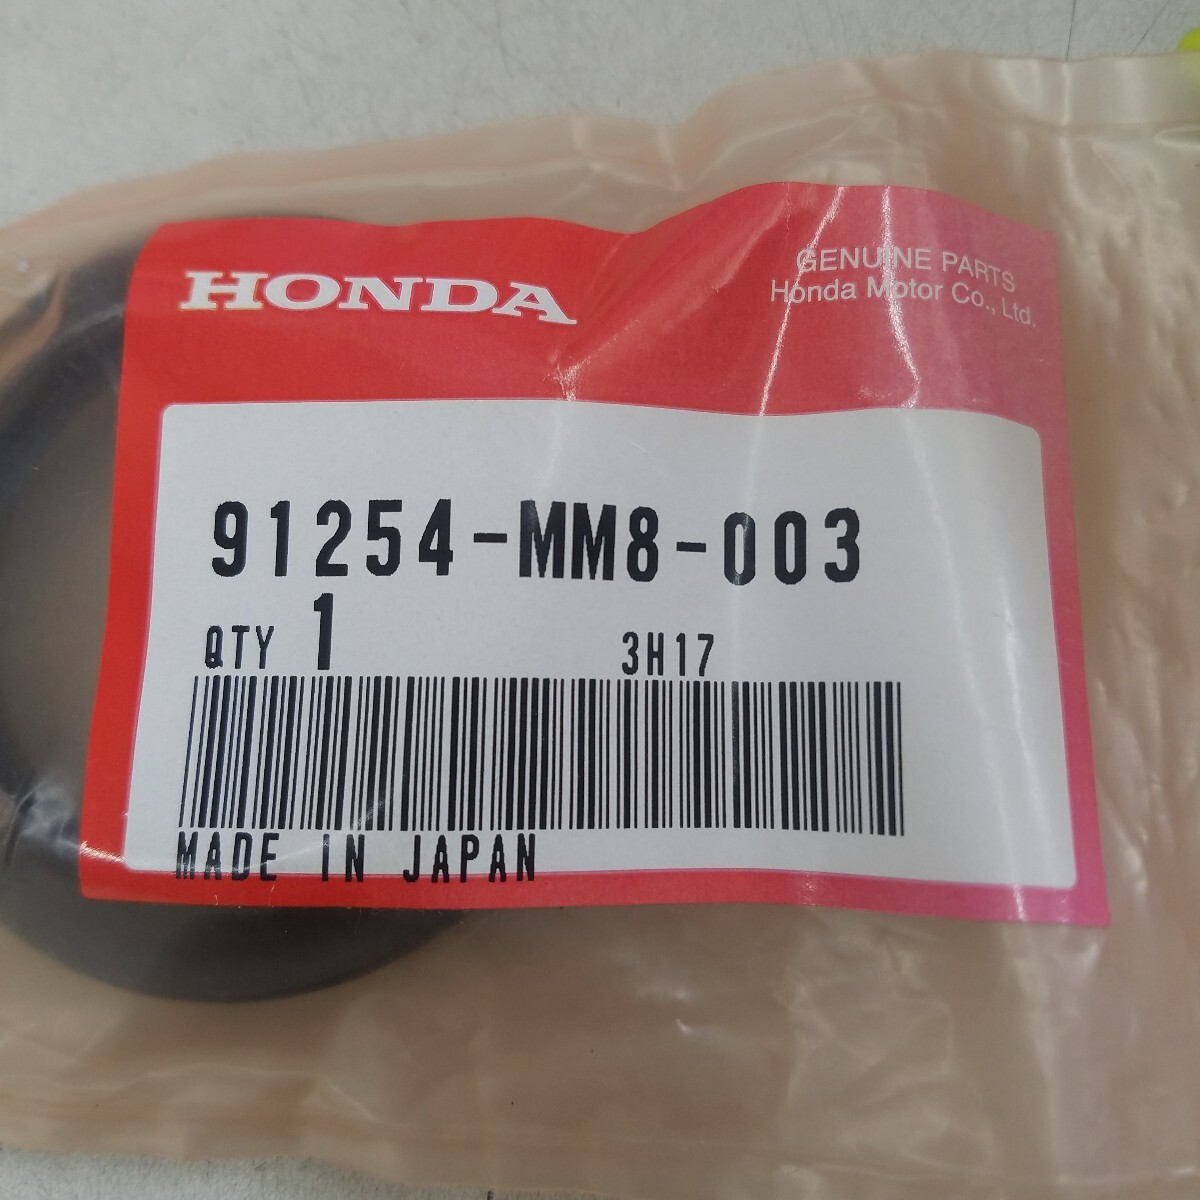 HONDA
GENUINE PARTS
Honda Motor Co., Ltd.
91254-MM8-003
QTY 1 3H17
MADE IN JAPAN